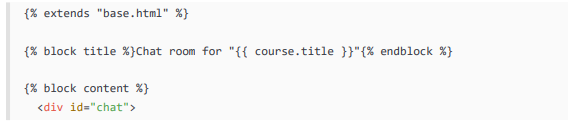 {% extends "base.html" %}
{% block title %}Chat room for "{{ course.title }}"{% endblock %}
{% block content %}
<div id="chat">